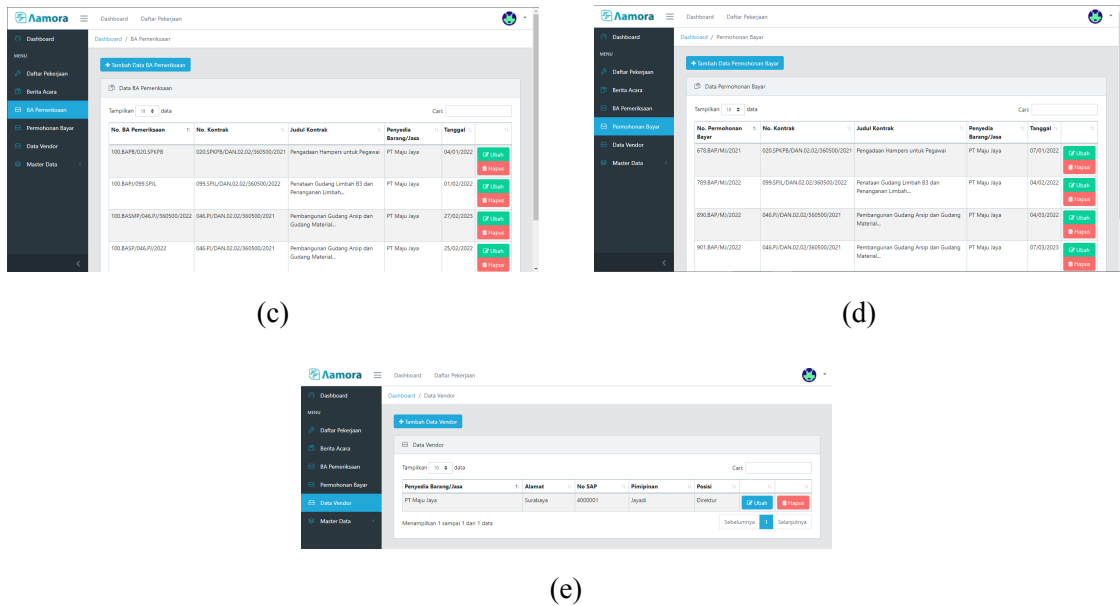 Aamora
Dashboard Daftar Pekerjaan
Dashboard
MENU
Daftar Pekerjaan
Berita Acara
BA Pemeriksaan
Permohonan Bayar
Data Vendor
Master Data
Dashboard / BA Pemeriksaan
+ Tambah Data BA Pemeriksaan
Data BA Pemeriksaan
Tampilkan 10 data Cari:
No. BA Pemeriksaan No. Kontrak Judul Kontrak Penyedia Barang/Jasa Tanggal
100.BAPB/020.SPKPB 020.SPKPB/DAN.02.02/360500/2021 Pengadaan Hampers untuk Pegawai PT Maju Jaya 04/01/2022 Ubah Hapus
100.BAPJ/099.SPJL 099.SPJL/DAN.02.02/360500/2022 Penataan Gudang Limbah B3 dan Penanganan Limbah... PT Maju Jaya 01/02/2022 Ubah Hapus
100.BASMP/046.PJ/360500/2022 046.PJ/DAN.02.02/360500/2021 Pembangunan Gudang Arsip dan Gudang Material... PT Maju Jaya 27/02/2023 Ubah Hapus
100.BASP/046.PJ/2022 046.PJ/DAN.02.02/360500/2021 Pembangunan Gudang Arsip dan Gudang Material... PT Maju Jaya 25/02/2022 Ubah Hapus
(c)
Aamora
Dashboard Daftar Pekerjaan
Dashboard
MENU
Daftar Pekerjaan
Berita Acara
BA Pemeriksaan
Permohonan Bayar
Data Vendor
Master Data
Dashboard / Permohonan Bayar
+ Tambah Data Permohonan Bayar
Data Permohonan Bayar
Tampilkan 10 data Cari:
No. Permohonan Bayar No. Kontrak Judul Kontrak Penyedia Barang/Jasa Tanggal
678.BAP/MJ/2021 020.SPKPB/DAN.02.02/360500/2021 Pengadaan Hampers untuk Pegawai PT Maju Jaya 07/01/2022 Ubah Hapus
789.BAP/MJ/2022 099.SPJL/DAN.02.02/360500/2022 Penataan Gudang Limbah B3 dan Penanganan Limbah... PT Maju Jaya 04/02/2022 Ubah Hapus
890.BAP/MJ/2022 046.PJ/DAN.02.02/360500/2021 Pembangunan Gudang Arsip dan Gudang Material... PT Maju Jaya 04/03/2022 Ubah Hapus
901.BAP/MJ/2022 046.PJ/DAN.02.02/360500/2021 Pembangunan Gudang Arsip dan Gudang Material... PT Maju Jaya 07/03/2023 Ubah Hapus
(d)
Aamora
Dashboard Daftar Pekerjaan
Dashboard
MENU
Daftar Pekerjaan
Berita Acara
BA Pemeriksaan
Permohonan Bayar
Data Vendor
Master Data
Dashboard / Data Vendor
+ Tambah Data Vendor
Data Vendor
Tampilkan 10 data Cari:
Penyedia Barang/Jasa Alamat No SAP Pimipinan Posisi
PT Maju Jaya Surabaya 4000001 Jayadi Direktur Ubah Hapus
Menampilkan 1 sampai 1 dari 1 data Sebelumnya 1 Selanjutnya
(e)